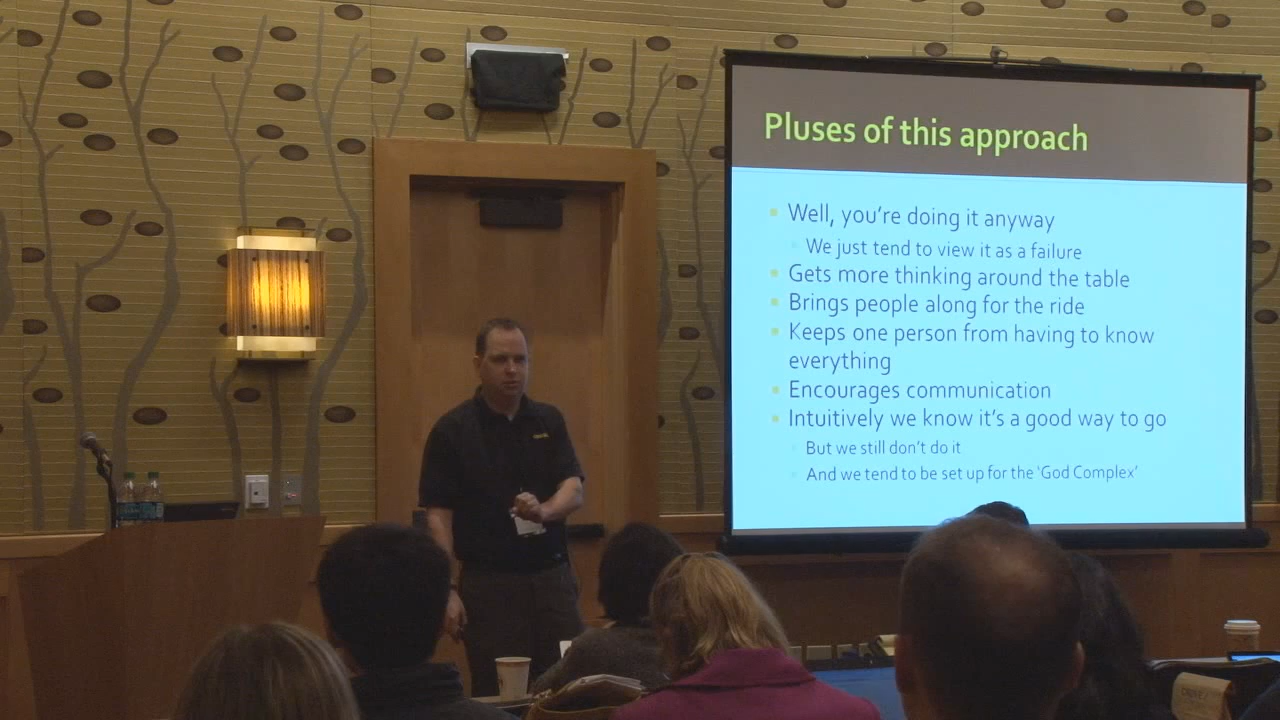 Pluses of this approach
Well, you're doing it anyway
We just tend to view it as a failure
Gets more thinking around the table
Brings people along for the ride
Keeps one person from having to know
everything
Encourages communication
Intuitively we know it's a good way to go
But we still don't do it
And we tend to be set up for the 'God Complex'